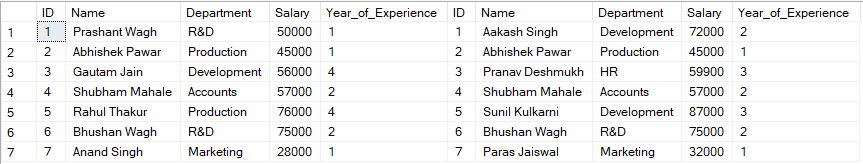 ID Name Department Salary Year_of_Experience ID Name Department Salary Year_of_Experience
1 1 Prashant Wagh R&D 50000 1 1 Aakash Singh Development 72000 2
2 2 Abhishek Pawar Production 45000 1 2 Abhishek Pawar Production 45000 1
3 3 Gautam Jain Development 56000 4 3 Pranav Deshmukh HR 59900 3
4 4 Shubham Mahale Accounts 57000 2 4 Shubham Mahale Accounts 57000 2
5 5 Rahul Thakur Production 76000 4 5 Sunil Kulkarni Development 87000 3
6 6 Bhushan Wagh R&D 75000 2 6 Bhushan Wagh R&D 75000 2
7 7 Anand Singh Marketing 28000 1 7 Paras Jaiswal Marketing 32000 1